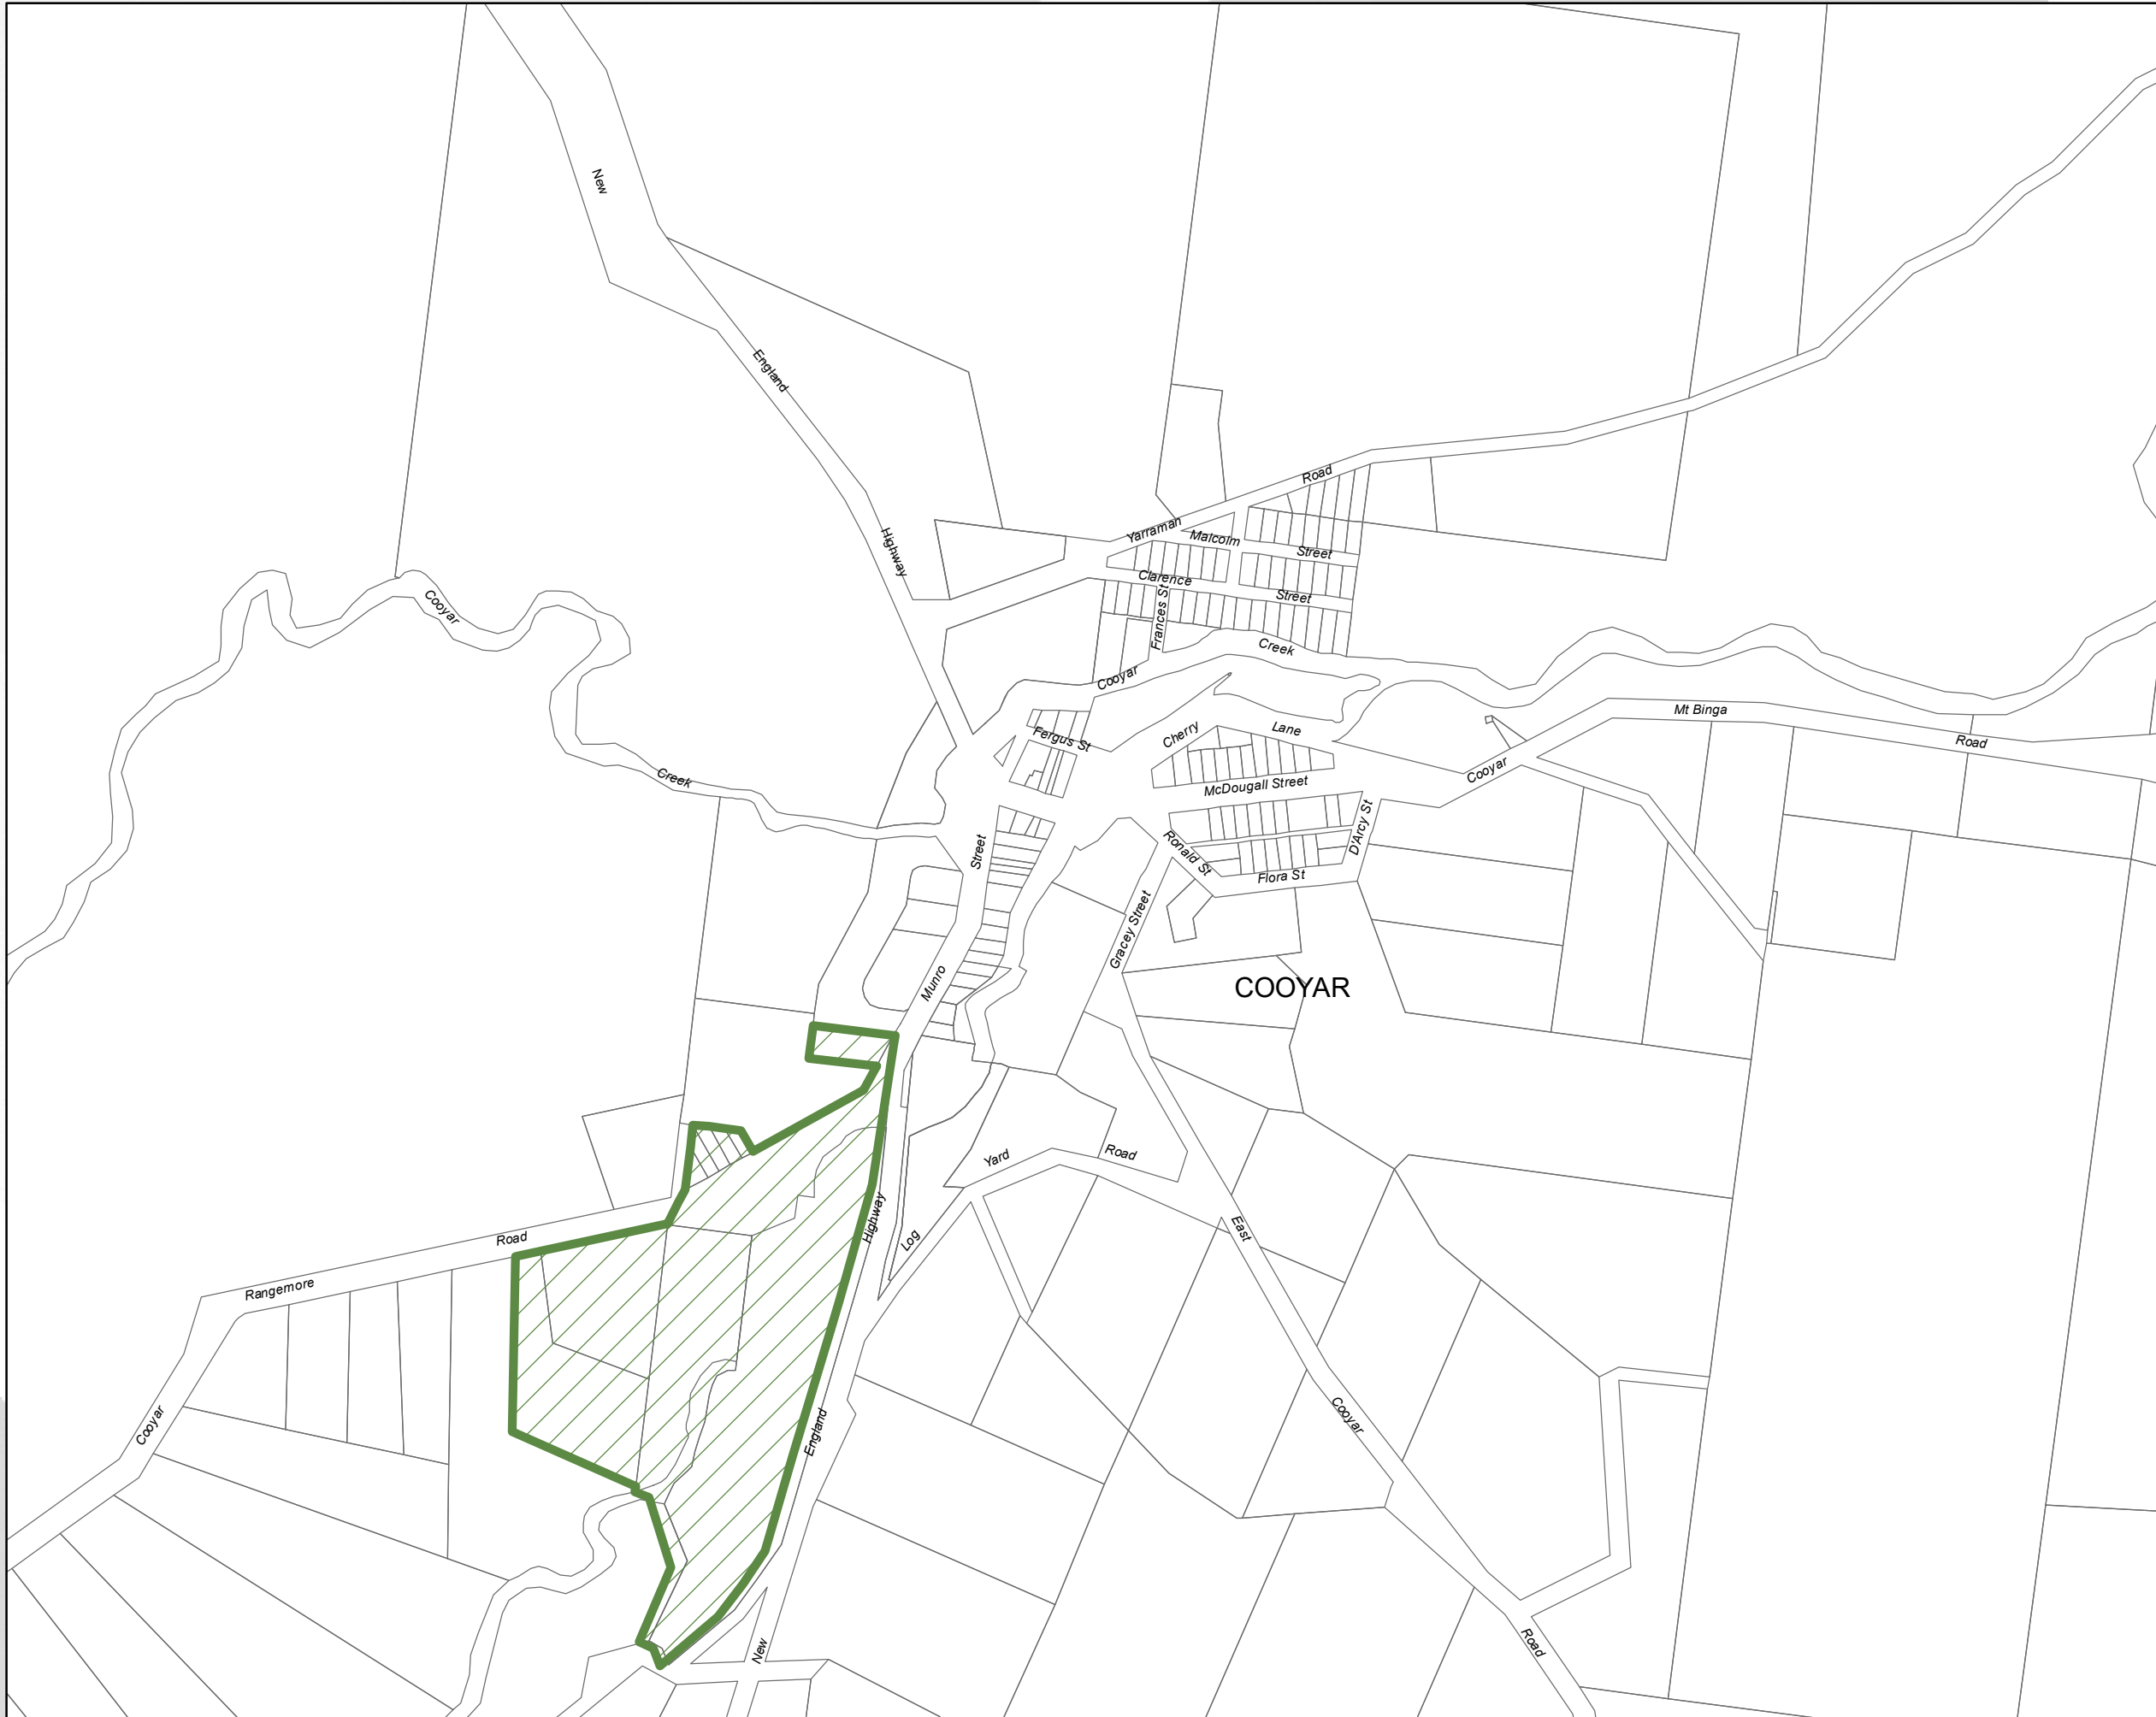 New
England
Highway
Road
Yarraman
Malcolm
Street
Clarence
Street
Frances St
Creek
Cooyar
Cooyar
Creek
Fergus St
Cherry
Lane
Mt Binga
Road
Cooyar
McDougall Street
D'Arcy St
Ronald St
Flora St
Street
Gracey Street
Munro
COOYAR
Yard
Road
Highway
Log
East
Road
Rangemore
Cooyar
England
Cooyar
New
Road